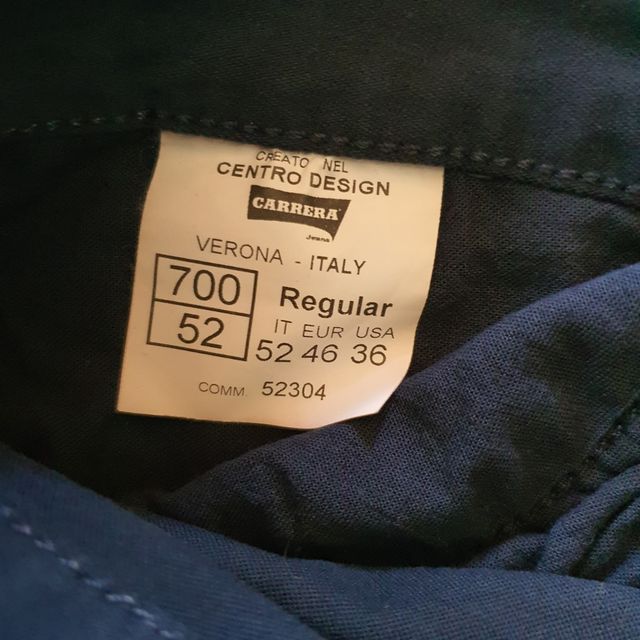 CREATO NEL
CENTRO DESIGN
CARRERA
Jeans
VERONA - ITALY
700 Regular
52 IT EUR USA
52 46 36
COMM. 52304